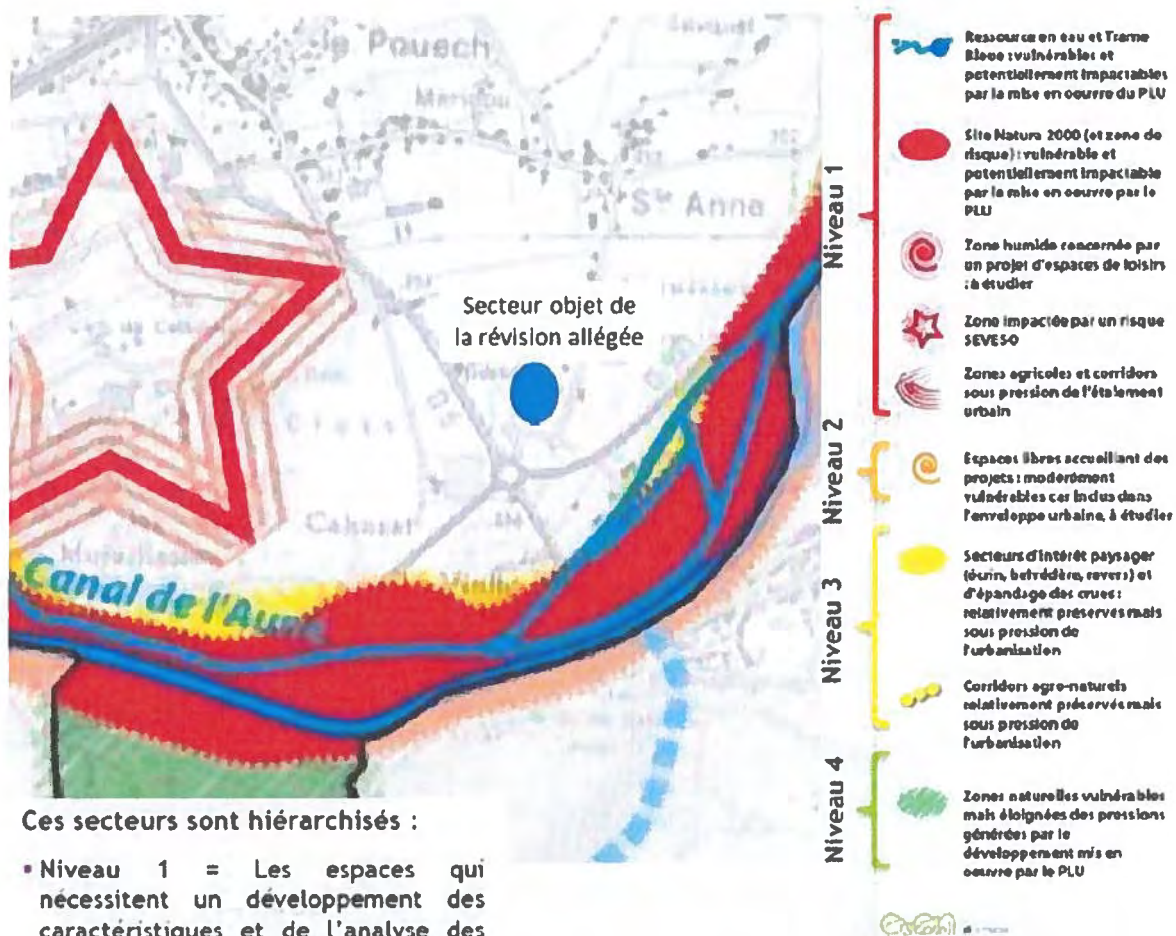 le Pouech
Ste Anne
Secteur objet de
la révision allégée
Canal de l'Aune
Ces secteurs sont hiérarchisés :
• Niveau 1 = Les espaces qui
nécessitent un développement des
caractéristiques et de l'analyse des
Niveau 1
Ressource en eau et Trame
Bleue : vulnérables et
potentiellement impactables
par la mise en oeuvre du PLU
Site Natura 2000 (et zone de
risque) : vulnérable et
potentiellement impactable
par la mise en oeuvre par le
PLU
Zone humide concernée par
un projet d'espaces de loisirs
: à étudier
Zone impactée par un risque
SEVESO
Zones agricoles et corridors
sous pression de l'étalement
urbain
Niveau 2
Espaces libres accueillant des
projets : modérément
vulnérables car inclus dans
l'enveloppe urbaine, à étudier
Niveau 3
Secteurs d'intérêt paysager
(écrin, belvédère, revers) et
d'épandage des crues :
relativement préservés mais
sous pression de
l'urbanisation
Corridors agro-naturels
relativement préservés mais
sous pression de
l'urbanisation
Niveau 4
Zones naturelles vulnérables
mais éloignées des pressions
générées par le
développement mis en
oeuvre par le PLU